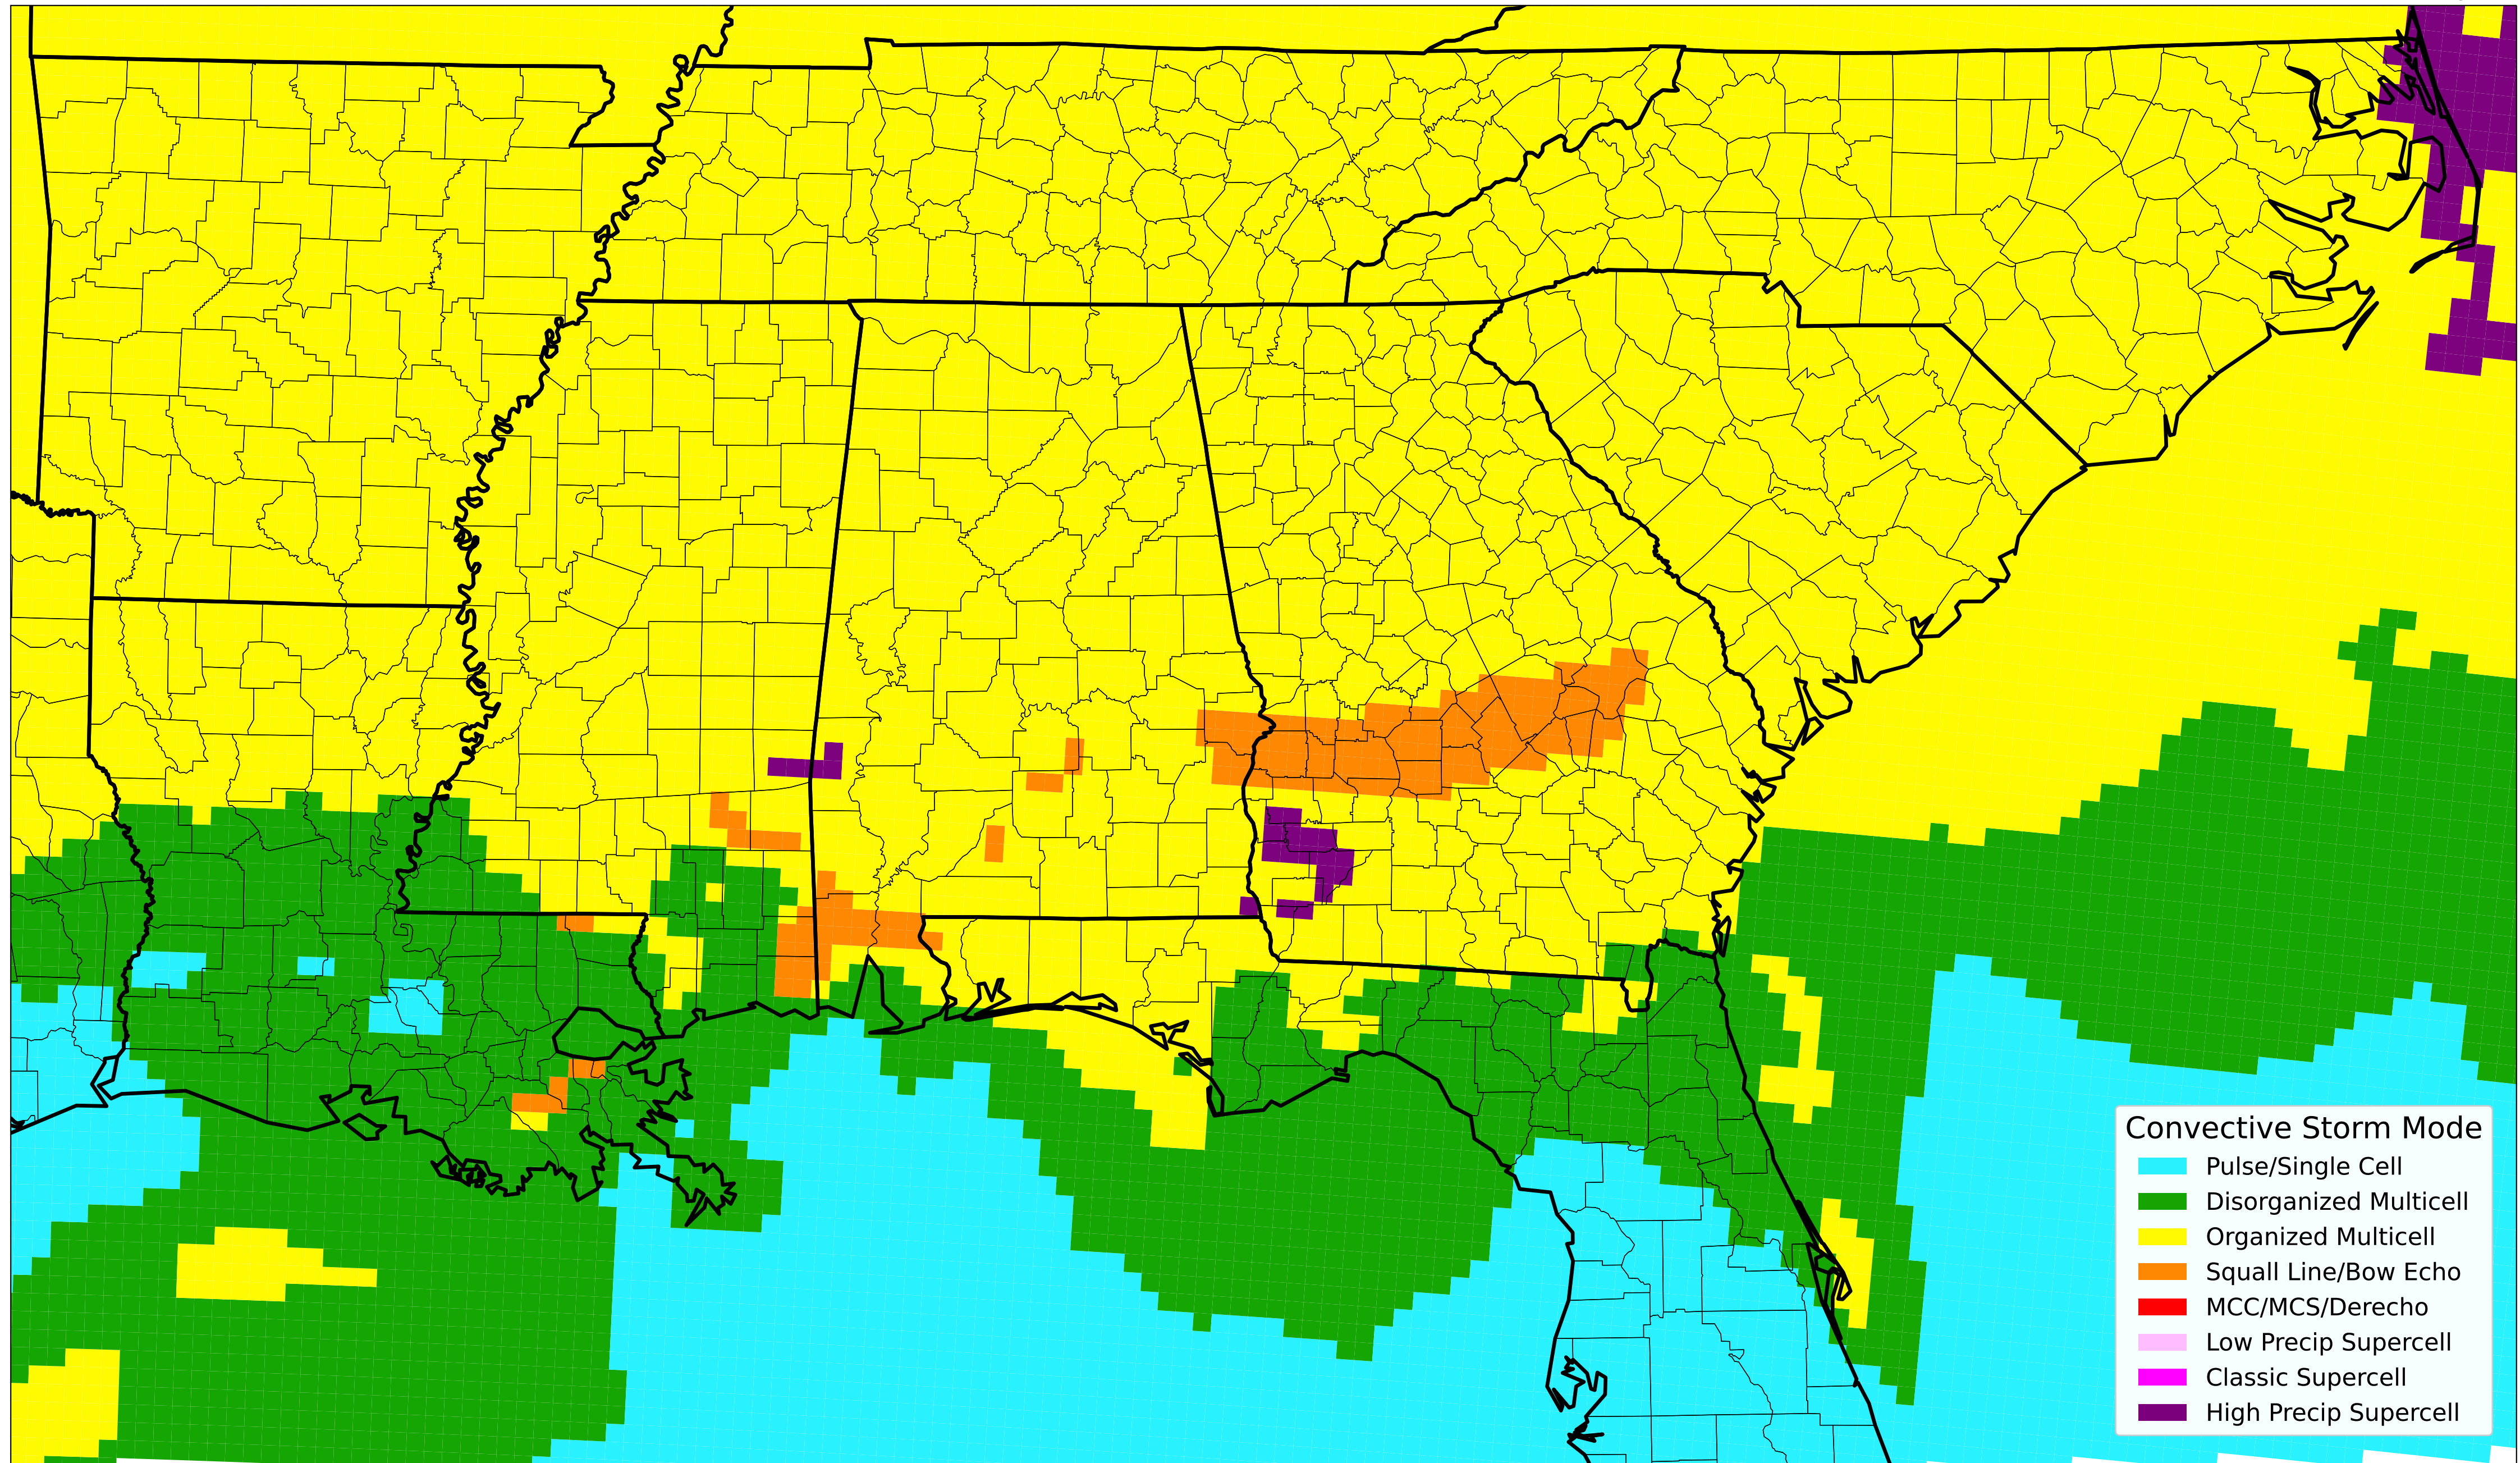 Convective Storm Mode
Pulse/Single Cell
Disorganized Multicell
Organized Multicell
Squall Line/Bow Echo
MCC/MCS/Derecho
Low Precip Supercell
Classic Supercell
High Precip Supercell